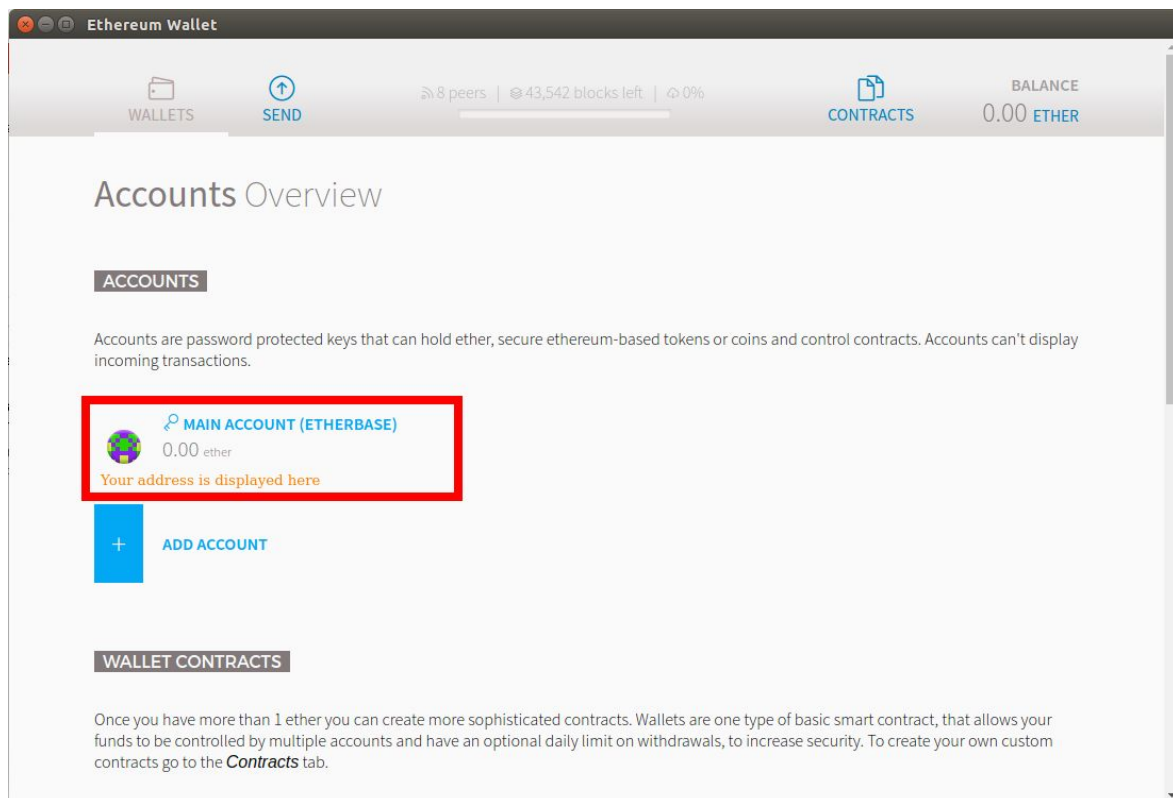 Ethereum Wallet
WALLETS
SEND
8 peers | 43,542 blocks left | 0%
CONTRACTS
BALANCE
0.00 ETHER
Accounts Overview
ACCOUNTS
Accounts are password protected keys that can hold ether, secure ethereum-based tokens or coins and control contracts. Accounts can't display
incoming transactions.
MAIN ACCOUNT (ETHERBASE)
0.00 ether
Your address is displayed here
+
ADD ACCOUNT
WALLET CONTRACTS
Once you have more than 1 ether you can create more sophisticated contracts. Wallets are one type of basic smart contract, that allows your
funds to be controlled by multiple accounts and have an optional daily limit on withdrawals, to increase security. To create your own custom
contracts go to the Contracts tab.